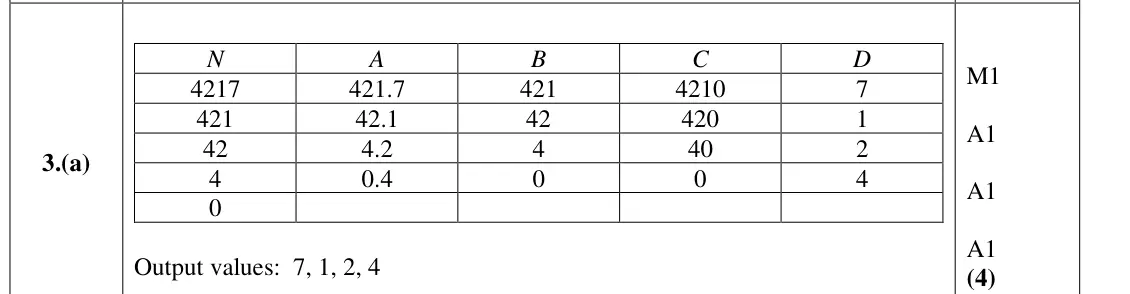 N A B C D
4217 421.7 421 4210 7
M1
421 42.1 42 420 1
A1
42 4.2 4 40 2
3.(a)
4 0.4 0 0 4
A1
0
A1
Output values: 7, 1, 2, 4
(4)